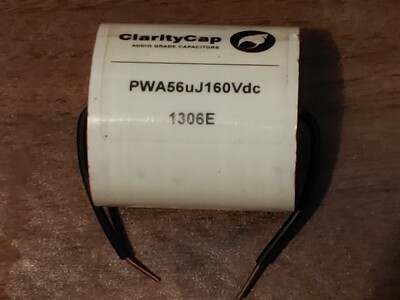 ClarityCap
AUDIO GRADE CAPACITORS
PWA56uJ160Vdc
1306E